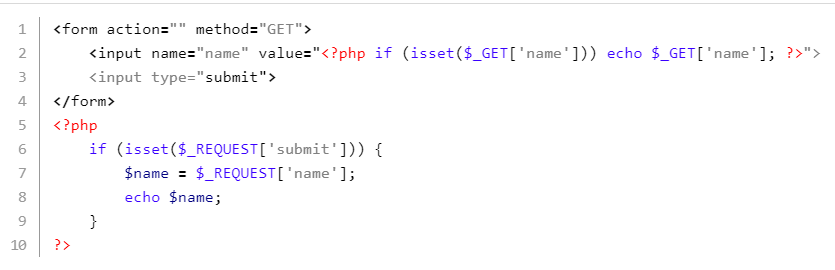 1 <form action="" method="GET">
2     <input name="name" value="<?php if (isset($_GET['name'])) echo $_GET['name']; ?>">
3     <input type="submit">
4 </form>
5 <?php
6     if (isset($_REQUEST['submit'])) {
7         $name = $_REQUEST['name'];
8         echo $name;
9     }
10 ?>